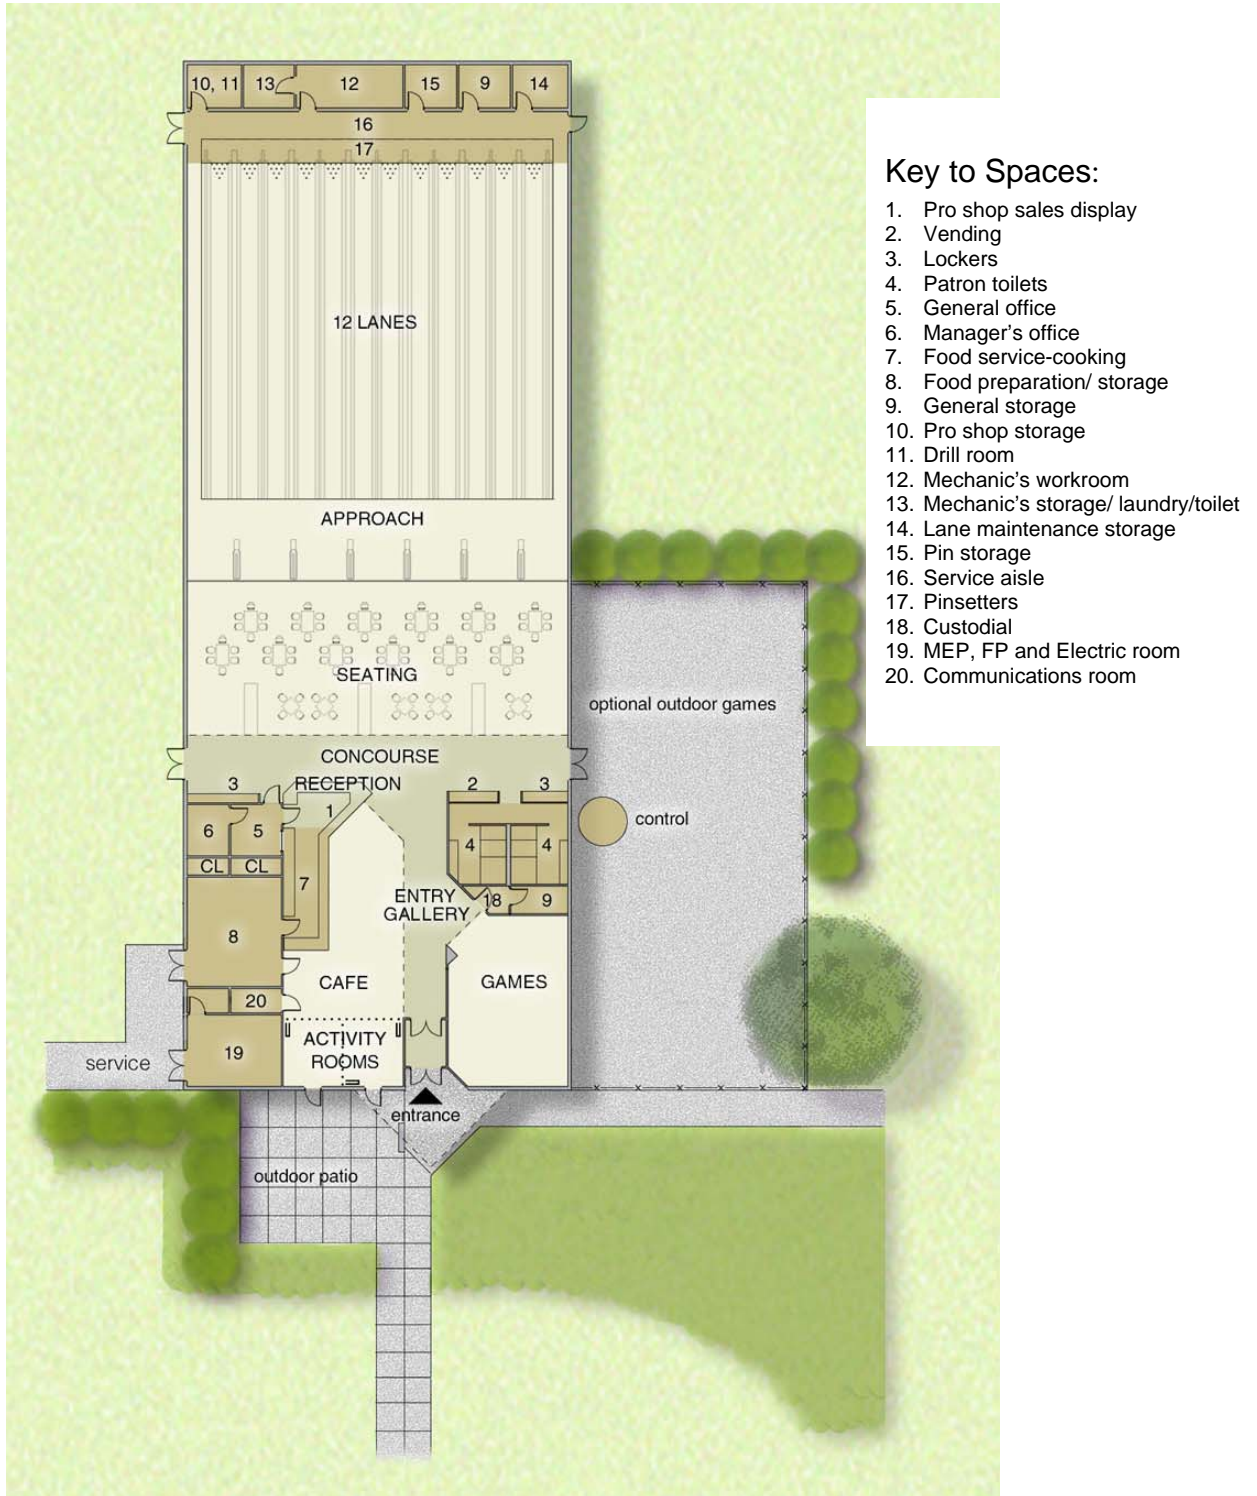 10, 11 13 12 15 9 14
16
17
12 LANES
APPROACH
SEATING
CONCOURSE
3 RECEPTION 2 3
1
6 5 4 4
CL CL
7
ENTRY
GALLERY 18 9
8
CAFE GAMES
20
ACTIVITY
ROOMS
19
service
entrance
outdoor patio
optional outdoor games
control
Key to Spaces:
1. Pro shop sales display
2. Vending
3. Lockers
4. Patron toilets
5. General office
6. Manager’s office
7. Food service-cooking
8. Food preparation/ storage
9. General storage
10. Pro shop storage
11. Drill room
12. Mechanic’s workroom
13. Mechanic’s storage/ laundry/toilet
14. Lane maintenance storage
15. Pin storage
16. Service aisle
17. Pinsetters
18. Custodial
19. MEP, FP and Electric room
20. Communications room